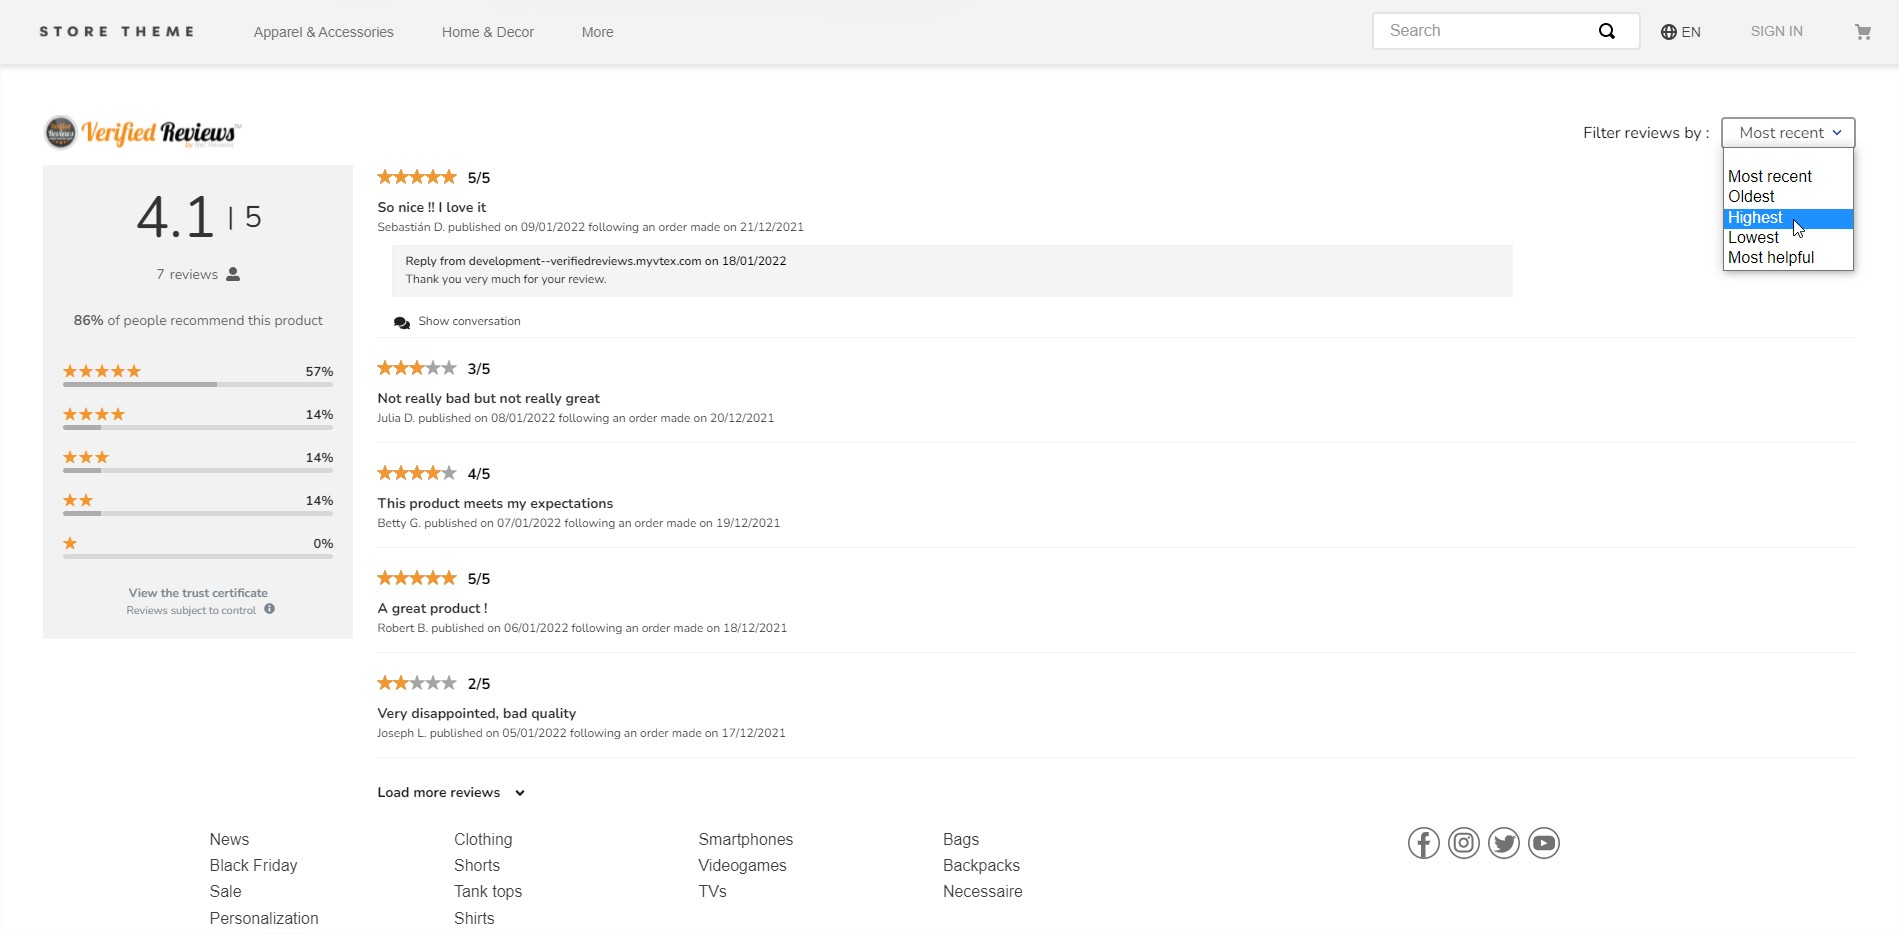 STORE THEME
Apparel & Accessories
Home & Decor
More
Search
EN
SIGN IN
Verified Reviews™
by Net Reviews
Filter reviews by :
Most recent
Most recent
Oldest
Highest
Lowest
Most helpful
4.1 | 5
7 reviews
86% of people recommend this product
57%
14%
14%
14%
0%
View the trust certificate
Reviews subject to control
5/5
So nice !! I love it
Sebastián D. published on 09/01/2022 following an order made on 21/12/2021
Reply from development--verifiedreviews.myvtex.com on 18/01/2022
Thank you very much for your review.
Show conversation
3/5
Not really bad but not really great
Julia D. published on 08/01/2022 following an order made on 20/12/2021
4/5
This product meets my expectations
Betty G. published on 07/01/2022 following an order made on 19/12/2021
5/5
A great product !
Robert B. published on 06/01/2022 following an order made on 18/12/2021
2/5
Very disappointed, bad quality
Joseph L. published on 05/01/2022 following an order made on 17/12/2021
Load more reviews
News
Black Friday
Sale
Personalization
Clothing
Shorts
Tank tops
Shirts
Smartphones
Videogames
TVs
Bags
Backpacks
Necessaire